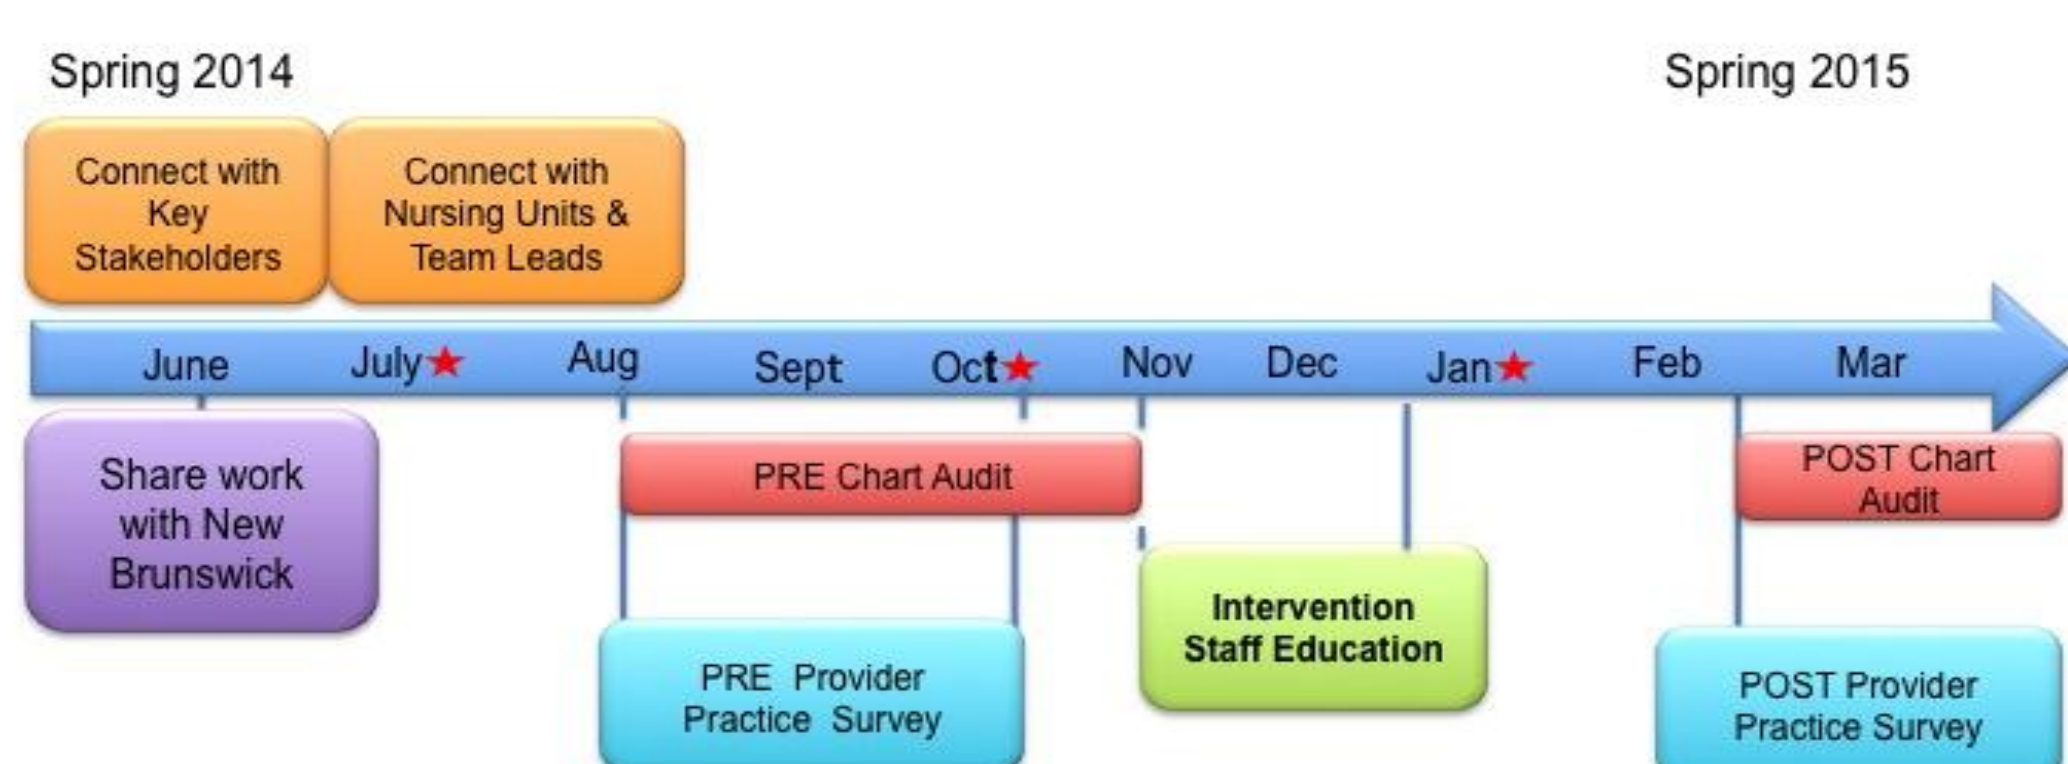 Spring 2014
Spring 2015
Connect with
Key
Stakeholders
Connect with
Nursing Units &
Team Leads
June July Aug Sept Oct Nov Dec Jan Feb Mar
Share work
with New
Brunswick
PRE Chart Audit
POST Chart
Audit
Intervention
Staff Education
PRE Provider
Practice Survey
POST Provider
Practice Survey